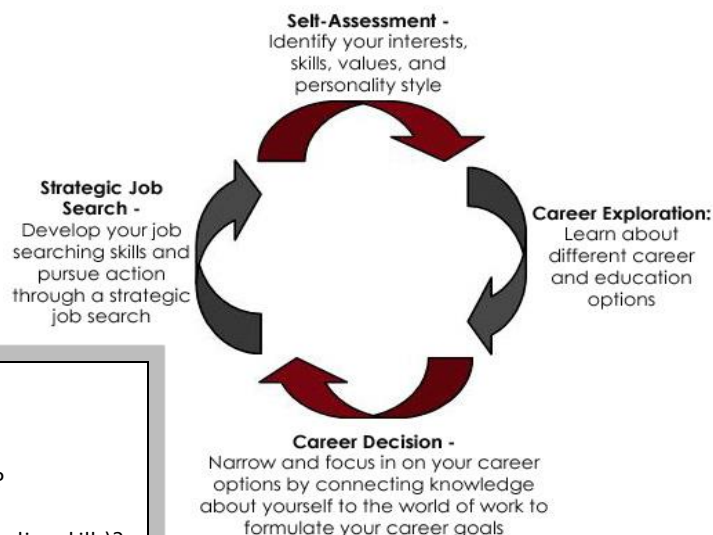 Self-Assessment -
Identify your interests,
skills, values, and
personality style
Career Exploration:
Learn about
different career
and education
options
Career Decision -
Narrow and focus in on your career
options by connecting knowledge
about yourself to the world of work to
formulate your career goals
Strategic Job
Search -
Develop your job
searching skills and
pursue action
through a strategic
job search